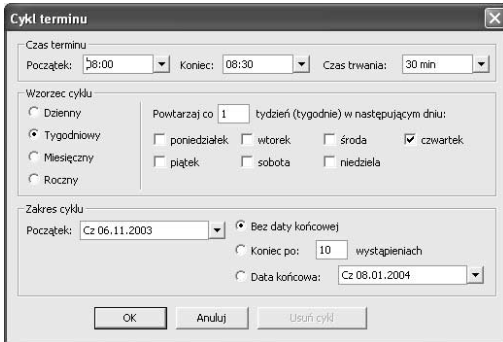 Cykl terminu
Czas terminu
Początek: 08:00 Koniec: 08:30 Czas trwania: 30 min
Wzorzec cyklu
Dzienny
Powtarzaj co 1 tydzień (tygodnie) w następującym dniu:
Tygodniowy
poniedziałek wtorek środa czwartek
Miesięczny
piątek sobota niedziela
Roczny
Zakres cyklu
Początek: Cz 06.11.2003
Bez daty końcowej
Koniec po: 10 wystąpieniach
Data końcowa: Cz 08.01.2004
OK Anuluj Usuń cykl